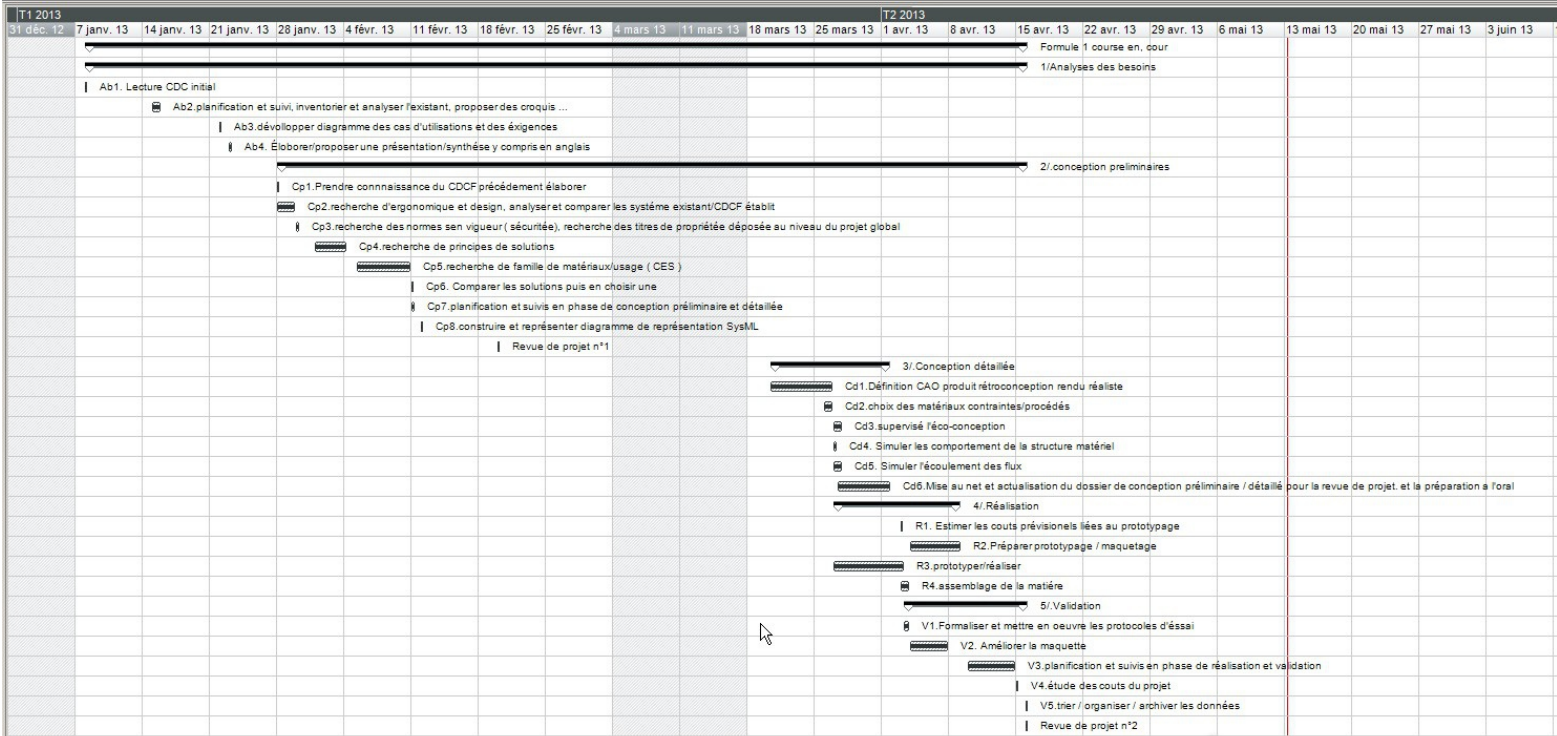 T1 2013 T2 2013
31 déc. 12 7 janv. 13 14 janv. 13 21 janv. 13 28 janv. 13 4 févr. 13 11 févr. 13 18 févr. 13 25 févr. 13 4 mars 13 11 mars 13 18 mars 13 25 mars 13 1 avr. 13 8 avr. 13 15 avr. 13 22 avr. 13 29 avr. 13 6 mai 13 13 mai 13 20 mai 13 27 mai 13 3 juin 13
Formule 1 course en, cour
1/Analyses des besoins
Ab1. Lecture CDC initial
Ab2.planification et suivi, inventorier et analyser l'existant, proposer des croquis ...
Ab3.dévollopper diagramme des cas d'utilisations et des éxigences
Ab4. Éloborer/proposer une présentation/synthése y compris en anglais
2/.conception preliminaires
Cp1.Prendre connnaissance du CDCF précédement élaborer
Cp2.recherche d'ergonomique et design, analyser et comparer les systéme existant/CDCF établit
Cp3.recherche des normes sen vigueur ( sécuritée), recherche des titres de propriétée déposée au niveau du projet global
Cp4.recherche de principes de solutions
Cp5.recherche de famille de matériaux/usage ( CES )
Cp6. Comparer les solutions puis en choisir une
Cp7.planification et suivis en phase de conception préliminaire et détaillée
Cp8.construire et représenter diagramme de représentation SysML
Revue de projet n°1
3/.Conception détaillée
Cd1.Définition CAO produit rétroconception rendu réaliste
Cd2.choix des matériaux contraintes/procédés
Cd3.supervisé l'éco-conception
Cd4. Simuler les comportement de la structure matériel
Cd5. Simuler l'écoulement des flux
Cd6.Mise au net et actualisation du dossier de conception préliminaire / détaillé pour la revue de projet. et la préparation a l'oral
4/.Réalisation
R1. Estimer les couts prévisionels liées au prototypage
R2.Préparer prototypage / maquetage
R3.prototyper/réaliser
R4.assemblage de la matiére
5/.Validation
V1.Formaliser et mettre en oeuvre les protocoles d'éssai
V2. Améliorer la maquette
V3.planification et suivis en phase de réalisation et validation
V4.étude des couts du projet
V5.trier / organiser / archiver les données
Revue de projet n°2